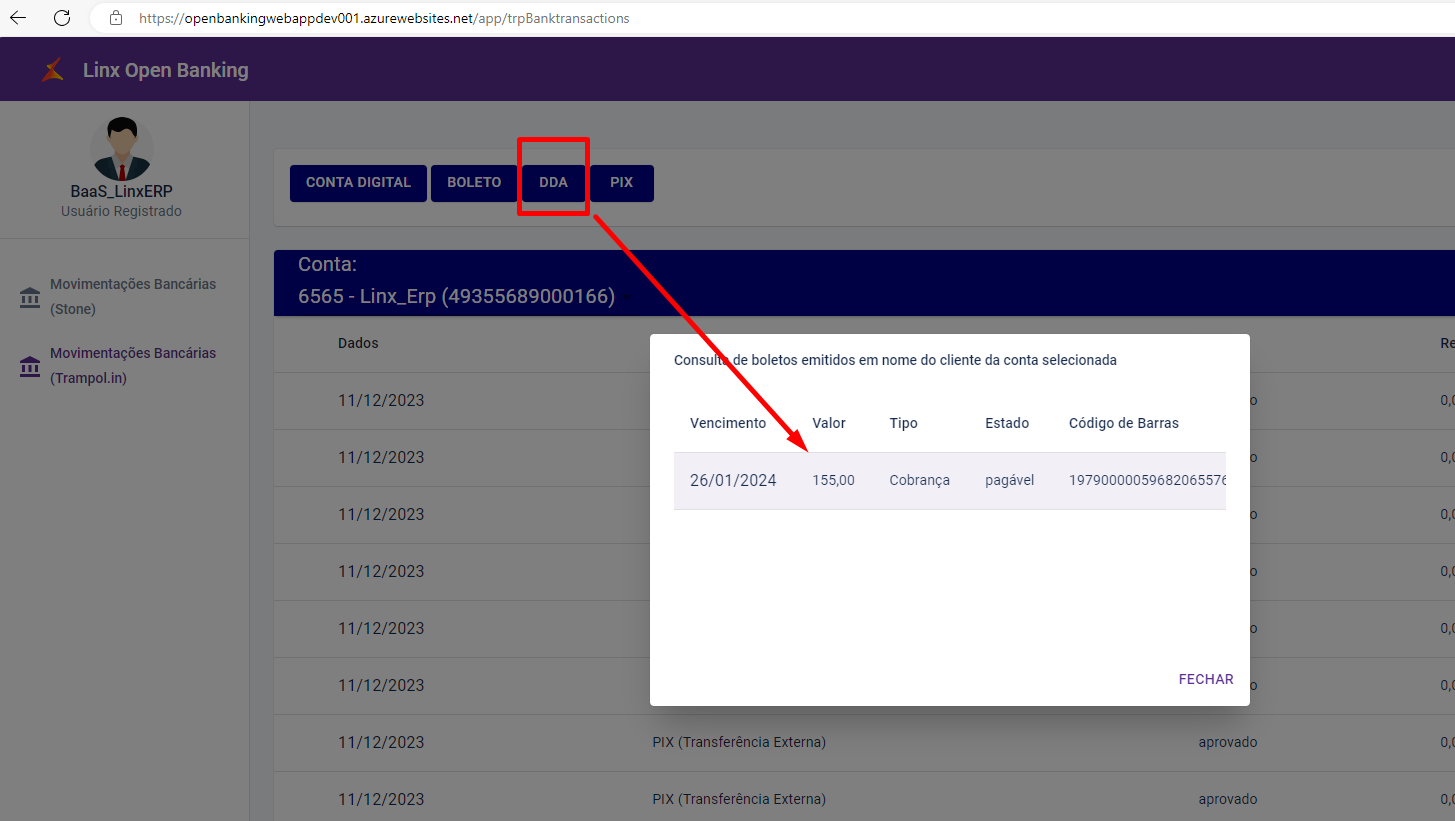 https://openbankingwebappdev001.azurewebsites.net/app/trpBanktransactions
Linx Open Banking
BaaS_LinxERP
Usuário Registrado
Movimentações Bancárias
(Stone)
Movimentações Bancárias
(Trampol.in)
CONTA DIGITAL BOLETO DDA PIX
Conta:
6565 - Linx_Erp (49355689000166)
Dados
11/12/2023
11/12/2023
11/12/2023
11/12/2023
11/12/2023
11/12/2023
Consulta de boletos emitidos em nome do cliente da conta selecionada
Vencimento Valor Tipo Estado Código de Barras
26/01/2024 155,00 Cobrança pagável 19790000059682065576
FECHAR
11/12/2023 PIX (Transferência Externa) aprovado
11/12/2023 PIX (Transferência Externa) aprovado